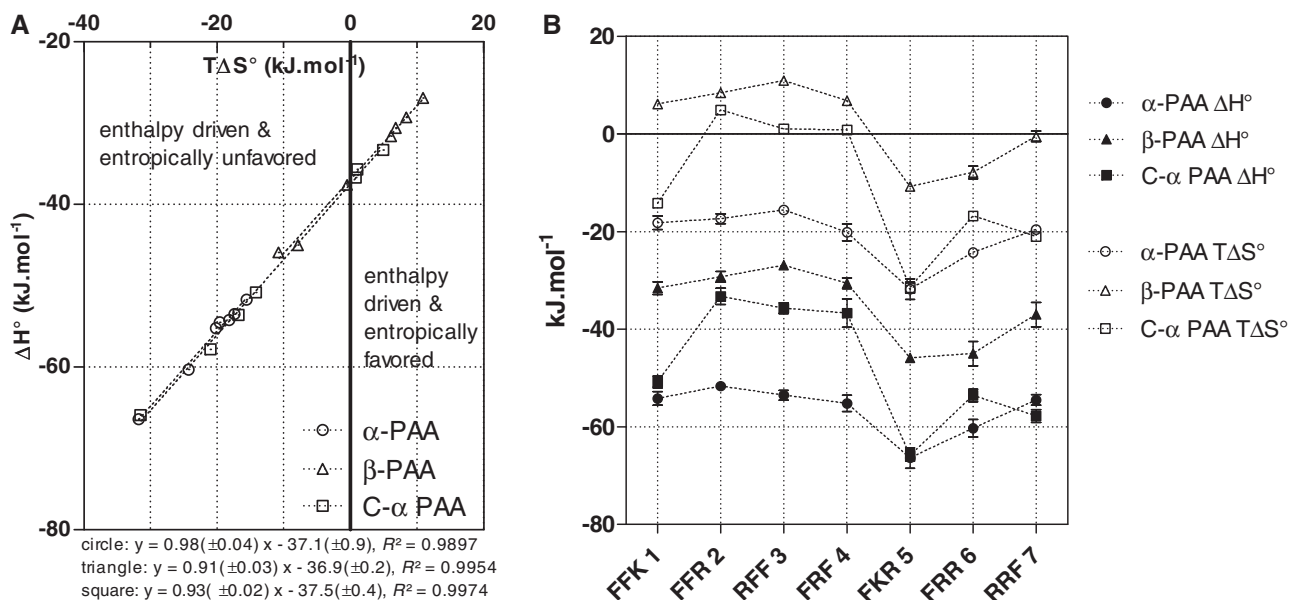 A
-40 -20 0 20
TΔS° (kJ.mol⁻¹)
-20
-40
-60
-80
ΔH° (kJ.mol⁻¹)
enthalpy driven &
entropically unfavored
enthalpy
driven &
entropically
favored
α-PAA
β-PAA
C-α PAA
circle: y = 0.98(±0.04) x - 37.1(±0.9), R² = 0.9897
triangle: y = 0.91(±0.03) x - 36.9(±0.2), R² = 0.9954
square: y = 0.93( ±0.02) x - 37.5(±0.4), R² = 0.9974
B
20
0
-20
-40
-60
-80
kJ.mol⁻¹
FFK 1
FFR 2
RFF 3
FRF 4
FKR 5
FRR 6
RRF 7
α-PAA ΔH°
β-PAA ΔH°
C-α PAA ΔH°
α-PAA TΔS°
β-PAA TΔS°
C-α PAA TΔS°